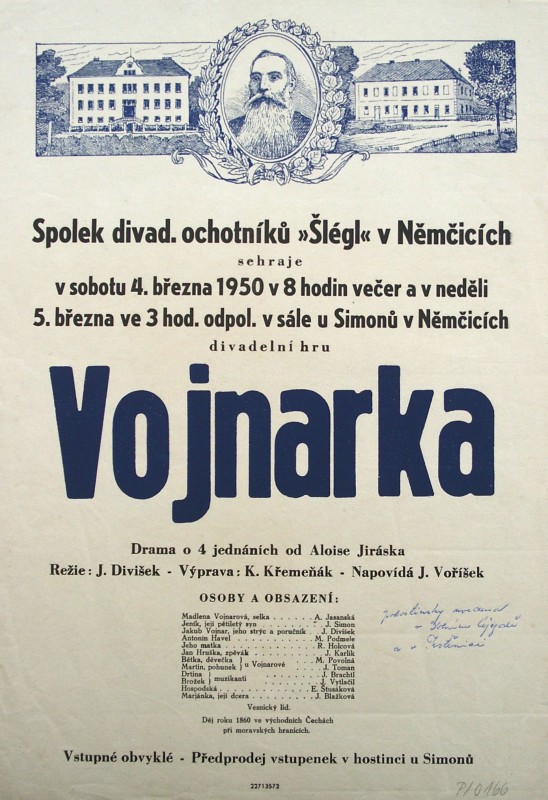 Spolek divad. ochotníků »Šlégl« v Němčicích
sehraje
v sobotu 4. března 1950 v 8 hodin večer a v neděli
5. března ve 3 hod. odpol. v sále u Simonů v Němčicích
divadelní hru
Vojnarka
Drama o 4 jednáních od Aloise Jiráska
Režie: J. Divišek - Výprava: K. Křemeňák - Napovídá J. Voříšek
OSOBY A OBSAZENÍ:
Madlena Vojnarová, selka . . . . . . A. Jasanská
Jeník, její pětiletý syn . . . . . . . J. Simon
Jakub Vojnar, jeho strýc a poručník . J. Divišek
Antonín Havel . . . . . . . . . M. Podmele
Jeho matka . . . . . . . . . . R. Holcová
Jan Hruška, zpěvák . . . . . . . J. Karlík
Bětka, děvečka } u Vojnarové . . . . M. Povolná
Martin, pohunek } . . . . J. Toman
Drtina } muzikanti . . . . . . . J. Brachtl
Brožek } . . . . . . . J. Vytlačil
Hospodská . . . . . . . . . . E. Stusáková
Marjánka, její dcera . . . . . . . J. Blažková
Vesnický lid.
Děj roku 1860 ve východních Čechách
při moravských hranicích.
Vstupné obvyklé - Předprodej vstupenek v hostinci u Simonů
22713572
P/0166